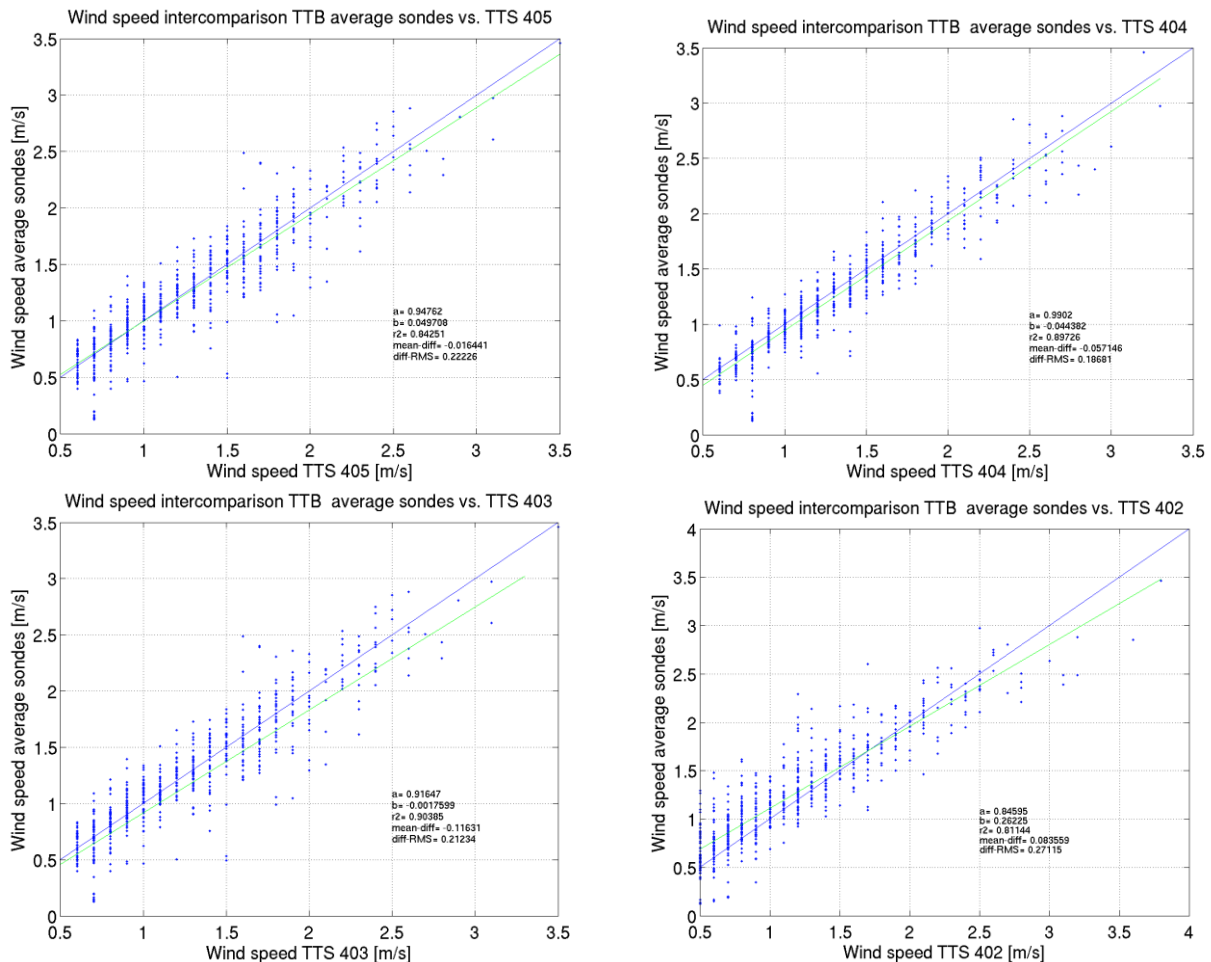 Wind speed intercomparison TTB average sondes vs. TTS 405
Wind speed average sondes [m/s]
3.5
3
2.5
2
1.5
1
0.5
0
a= 0.94762
b= 0.049708
r2= 0.84251
mean-diff= -0.016441
diff-RMS= 0.22226
0.5 1 1.5 2 2.5 3 3.5
Wind speed TTS 405 [m/s]
Wind speed intercomparison TTB average sondes vs. TTS 404
Wind speed average sondes [m/s]
3.5
3
2.5
2
1.5
1
0.5
0
a= 0.9902
b= -0.044382
r2= 0.89726
mean-diff= -0.057146
diff-RMS= 0.18681
0.5 1 1.5 2 2.5 3 3.5
Wind speed TTS 404 [m/s]
Wind speed intercomparison TTB average sondes vs. TTS 403
Wind speed average sondes [m/s]
3.5
3
2.5
2
1.5
1
0.5
0
a= 0.91647
b= -0.0017599
r2= 0.90385
mean-diff= -0.11631
diff-RMS= 0.21234
0.5 1 1.5 2 2.5 3 3.5
Wind speed TTS 403 [m/s]
Wind speed intercomparison TTB average sondes vs. TTS 402
Wind speed average sondes [m/s]
4
3.5
3
2.5
2
1.5
1
0.5
0
a= 0.84595
b= 0.26225
r2= 0.81144
mean-diff= 0.083559
diff-RMS= 0.27115
0.5 1 1.5 2 2.5 3 3.5 4
Wind speed TTS 402 [m/s]